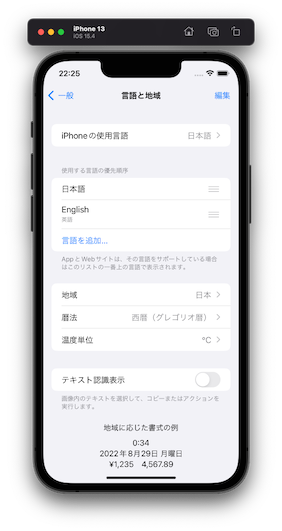 iPhone 13
iOS 15.4
22:25
一般
言語と地域
編集
iPhoneの使用言語 日本語
使用する言語の優先順序
日本語
English
英語
言語を追加...
AppとWebサイトは、その言語をサポートしている場合
はこのリストの一番上の言語で表示されます。
地域 日本
暦法 西暦（グレゴリオ暦）
温度単位 °C
テキスト認識表示
画像内のテキストを選択して、コピーまたはアクションを
実行します。
地域に応じた書式の例
0:34
2022年8月29日 月曜日
¥1,235 4,567.89